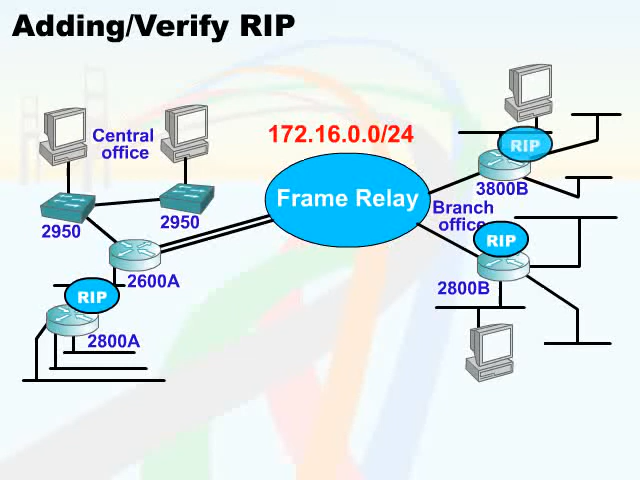 Adding/Verify RIP
Central
office
172.16.0.0/24
RIP
3800B
Frame Relay
Branch
office
2950
2950
RIP
2600A
2800B
RIP
2800A